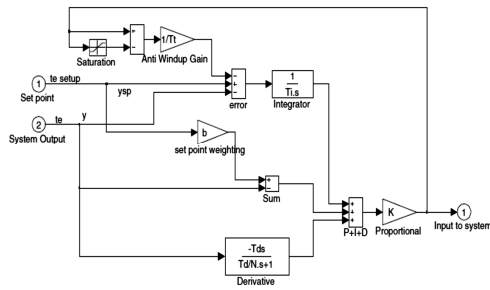 +
−
Saturation
1/Tt
Anti Windup Gain
1
te setup
Set point
ysp
−
+
−
error
1
Ti.s
Integrator
2
te
y
System Output
b
set point weighting
+
−
Sum
+
+
+
P+I+D
K
Proportional
1
Input to system
-Tds
Td/N.s+1
Derivative